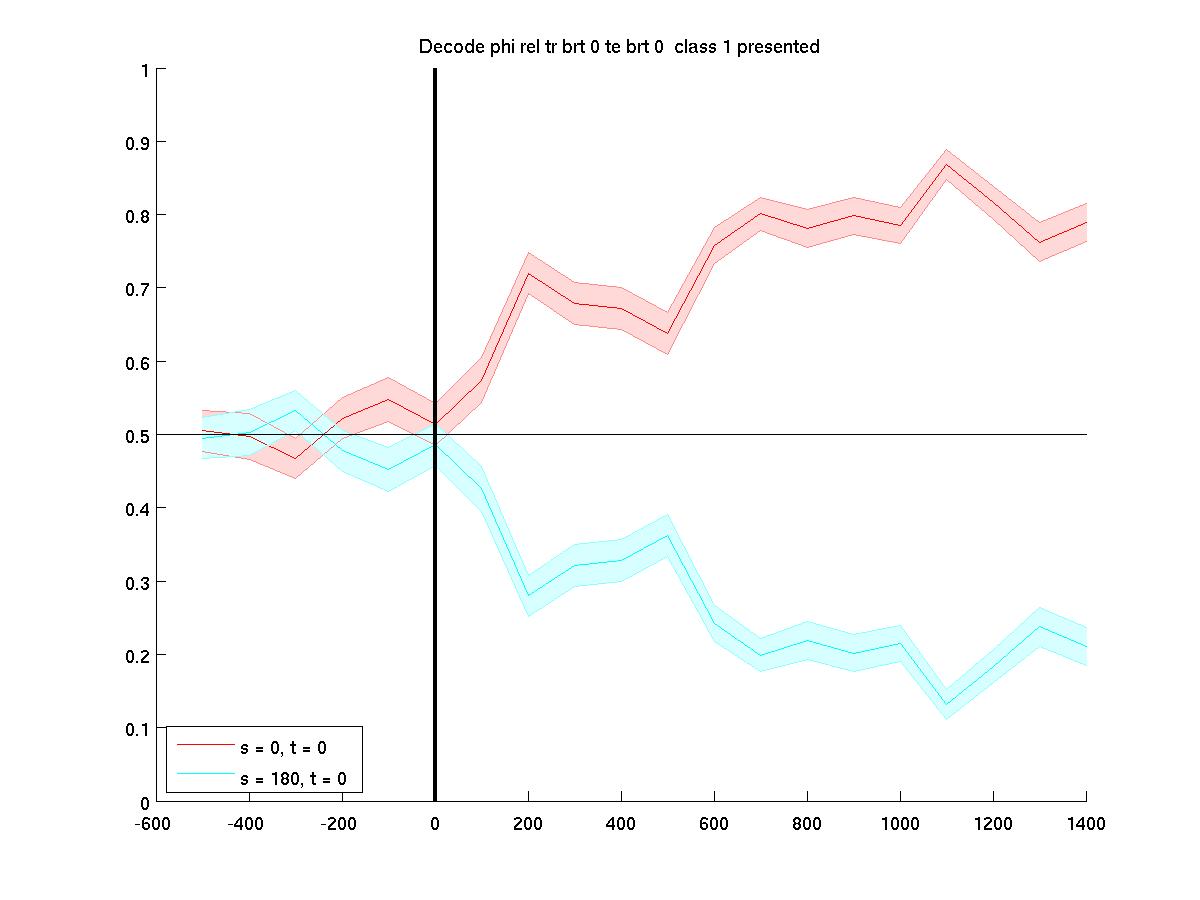 Decode phi rel tr brt 0 te brt 0  class 1 presented
1
0.9
0.8
0.7
0.6
0.5
0.4
0.3
0.2
0.1
0
s = 0, t = 0
s = 180, t = 0
-600 -400 -200 0 200 400 600 800 1000 1200 1400